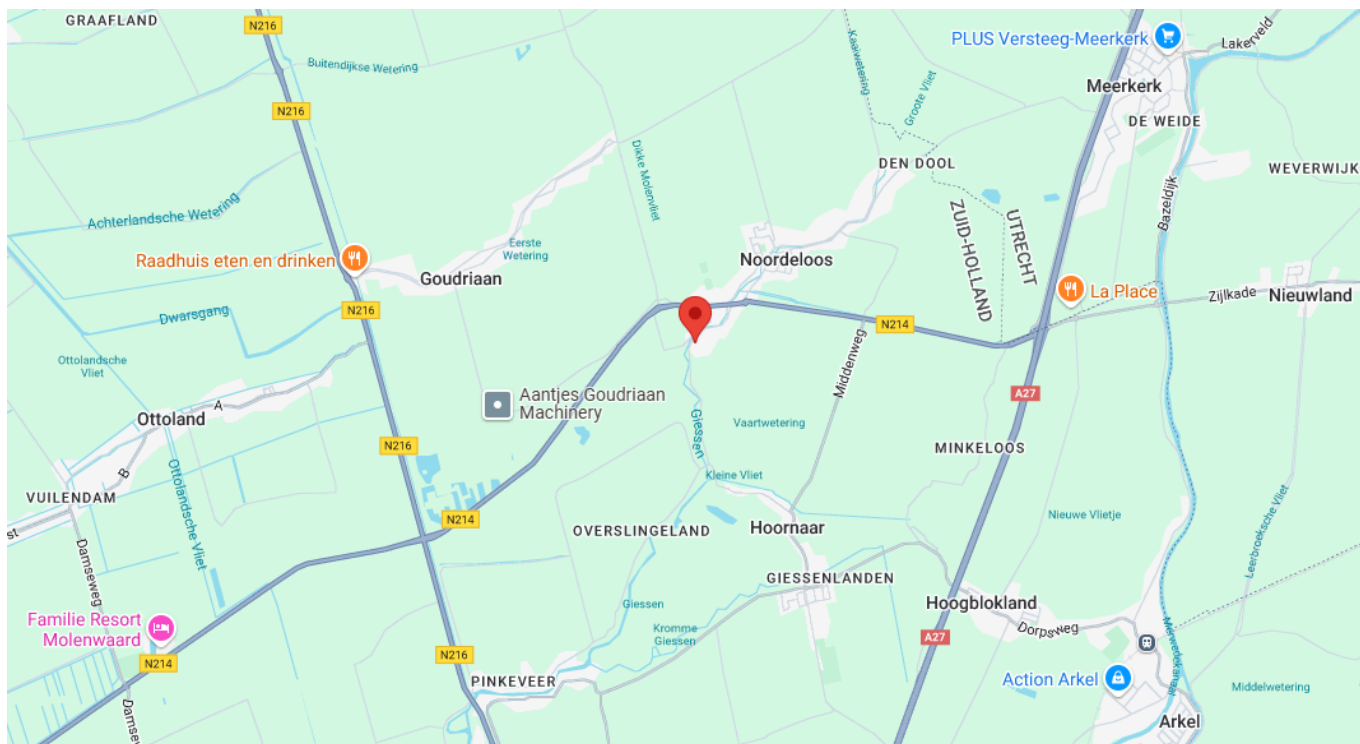 GRAAFLAND
N216
PLUS Versteeg-Meerkerk
Lakerveld
Buitendijkse Wetering
Kaaiwetering
Groote Vliet
Meerkerk
N216
DE WEIDE
Dikke Molenvliet
DEN DOOL
WEVERWIJK
Bazeldijk
Achterlandsche Wetering
ZUID-HOLLAND
UTRECHT
Raadhuis eten en drinken
Eerste
Wetering
Goudriaan
Noordeloos
La Place
Zijlkade
Nieuwland
Dwarsgang
N216
N214
Middenweg
Ottolandsche
Vliet
Aantjes Goudriaan
Machinery
A27
A
Ottoland
Giessen
Vaartwetering
N216
MINKELOOS
B
Kleine Vliet
VUILENDAM
Ottolandsche Vliet
st
N214
OVERSLINGELAND
Hoornaar
Nieuwe Vlietje
Leerbroeksche Vliet
Damseweg
GIESSENLANDEN
Giessen
Hoogblokland
Familie Resort
Molenwaard
Kromme
Giessen
Dorpsweg
Merwedekanaal
A27
N214
N216
PINKEVEER
Action Arkel
Middelwetering
Damseweg
Arkel